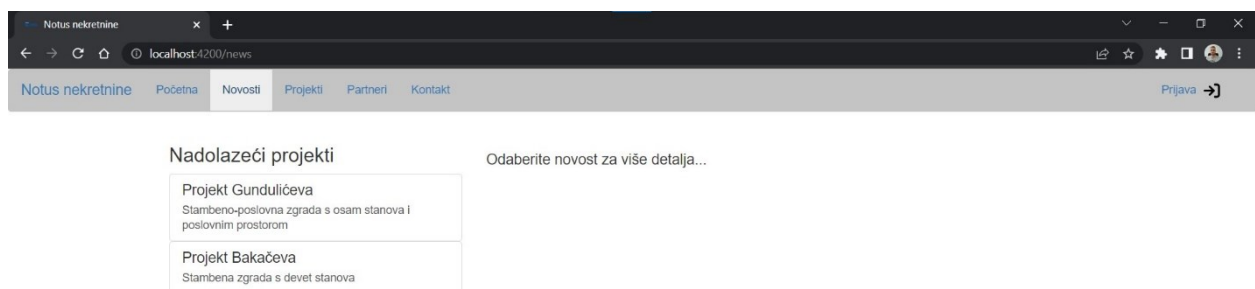 Notus nekretnine
localhost:4200/news
Notus nekretnine Početna Novosti Projekti Partneri Kontakt Prijava
Nadolazeći projekti
Odaberite novost za više detalja...
Projekt Gundulićeva
Stambeno-poslovna zgrada s osam stanova i
poslovnim prostorom
Projekt Bakačeva
Stambena zgrada s devet stanova